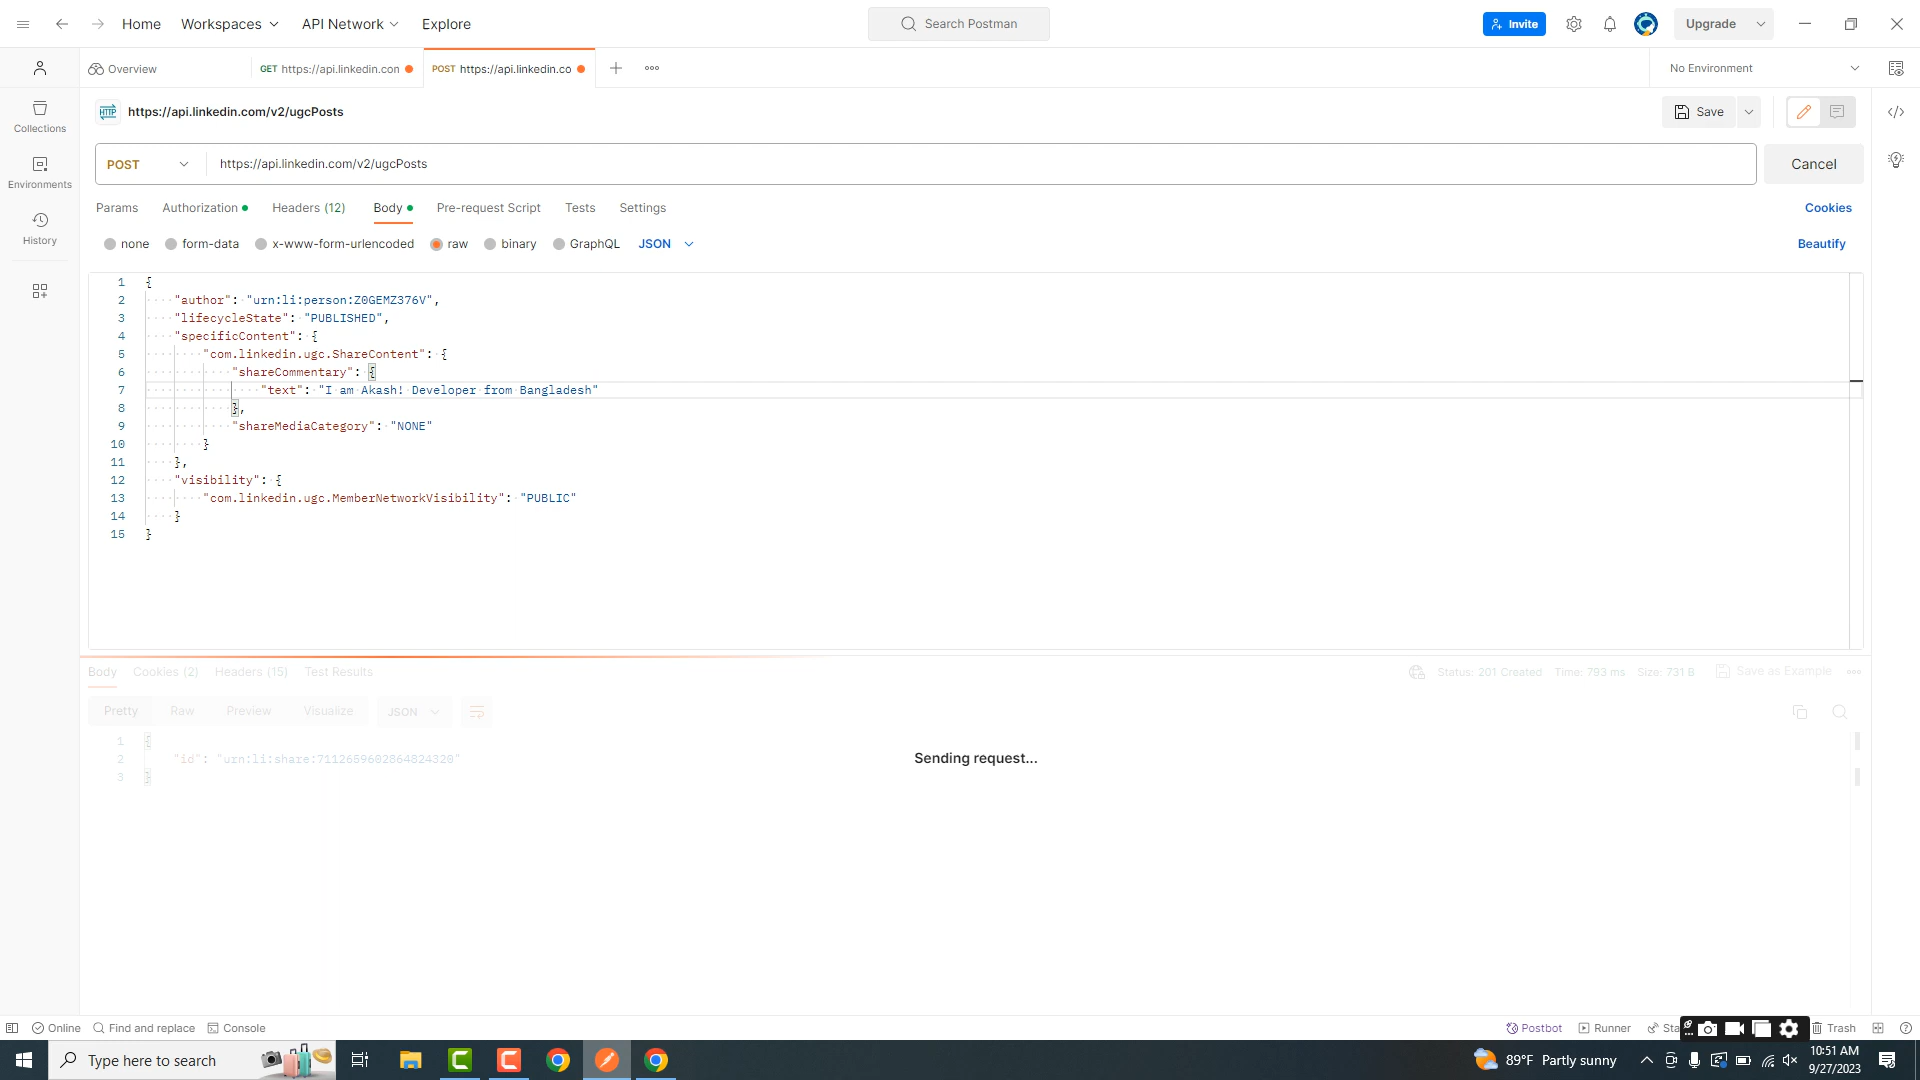 Home Workspaces API Network Explore Search Postman Invite Upgrade
Overview GET https://api.linkedin.con POST https://api.linkedin.co No Environment
HTTP https://api.linkedin.com/v2/ugcPosts Save
POST https://api.linkedin.com/v2/ugcPosts Cancel
Params Authorization Headers (12) Body Pre-request Script Tests Settings Cookies
none form-data x-www-form-urlencoded raw binary GraphQL JSON Beautify
Collections
Environments
History
1 {
2 "author": "urn:li:person:Z0GEMZ376V",
3 "lifecycleState": "PUBLISHED",
4 "specificContent": {
5 "com.linkedin.ugc.ShareContent": {
6 "shareCommentary": {
7 "text": "I am Akash! Developer from Bangladesh"
8 },
9 "shareMediaCategory": "NONE"
10 }
11 },
12 "visibility": {
13 "com.linkedin.ugc.MemberNetworkVisibility": "PUBLIC"
14 }
15 }
Body Cookies (2) Headers (15) Test Results Status: 201 Created Time: 793 ms Size: 731 B Save as Example
Pretty Raw Preview Visualize JSON
1 {
2 "id": "urn:li:share:7112659602864824320"
3 }
Sending request...
Online Find and replace Console Postbot Runner Sta Trash
Type here to search 89°F Partly sunny 10:51 AM
9/27/2023